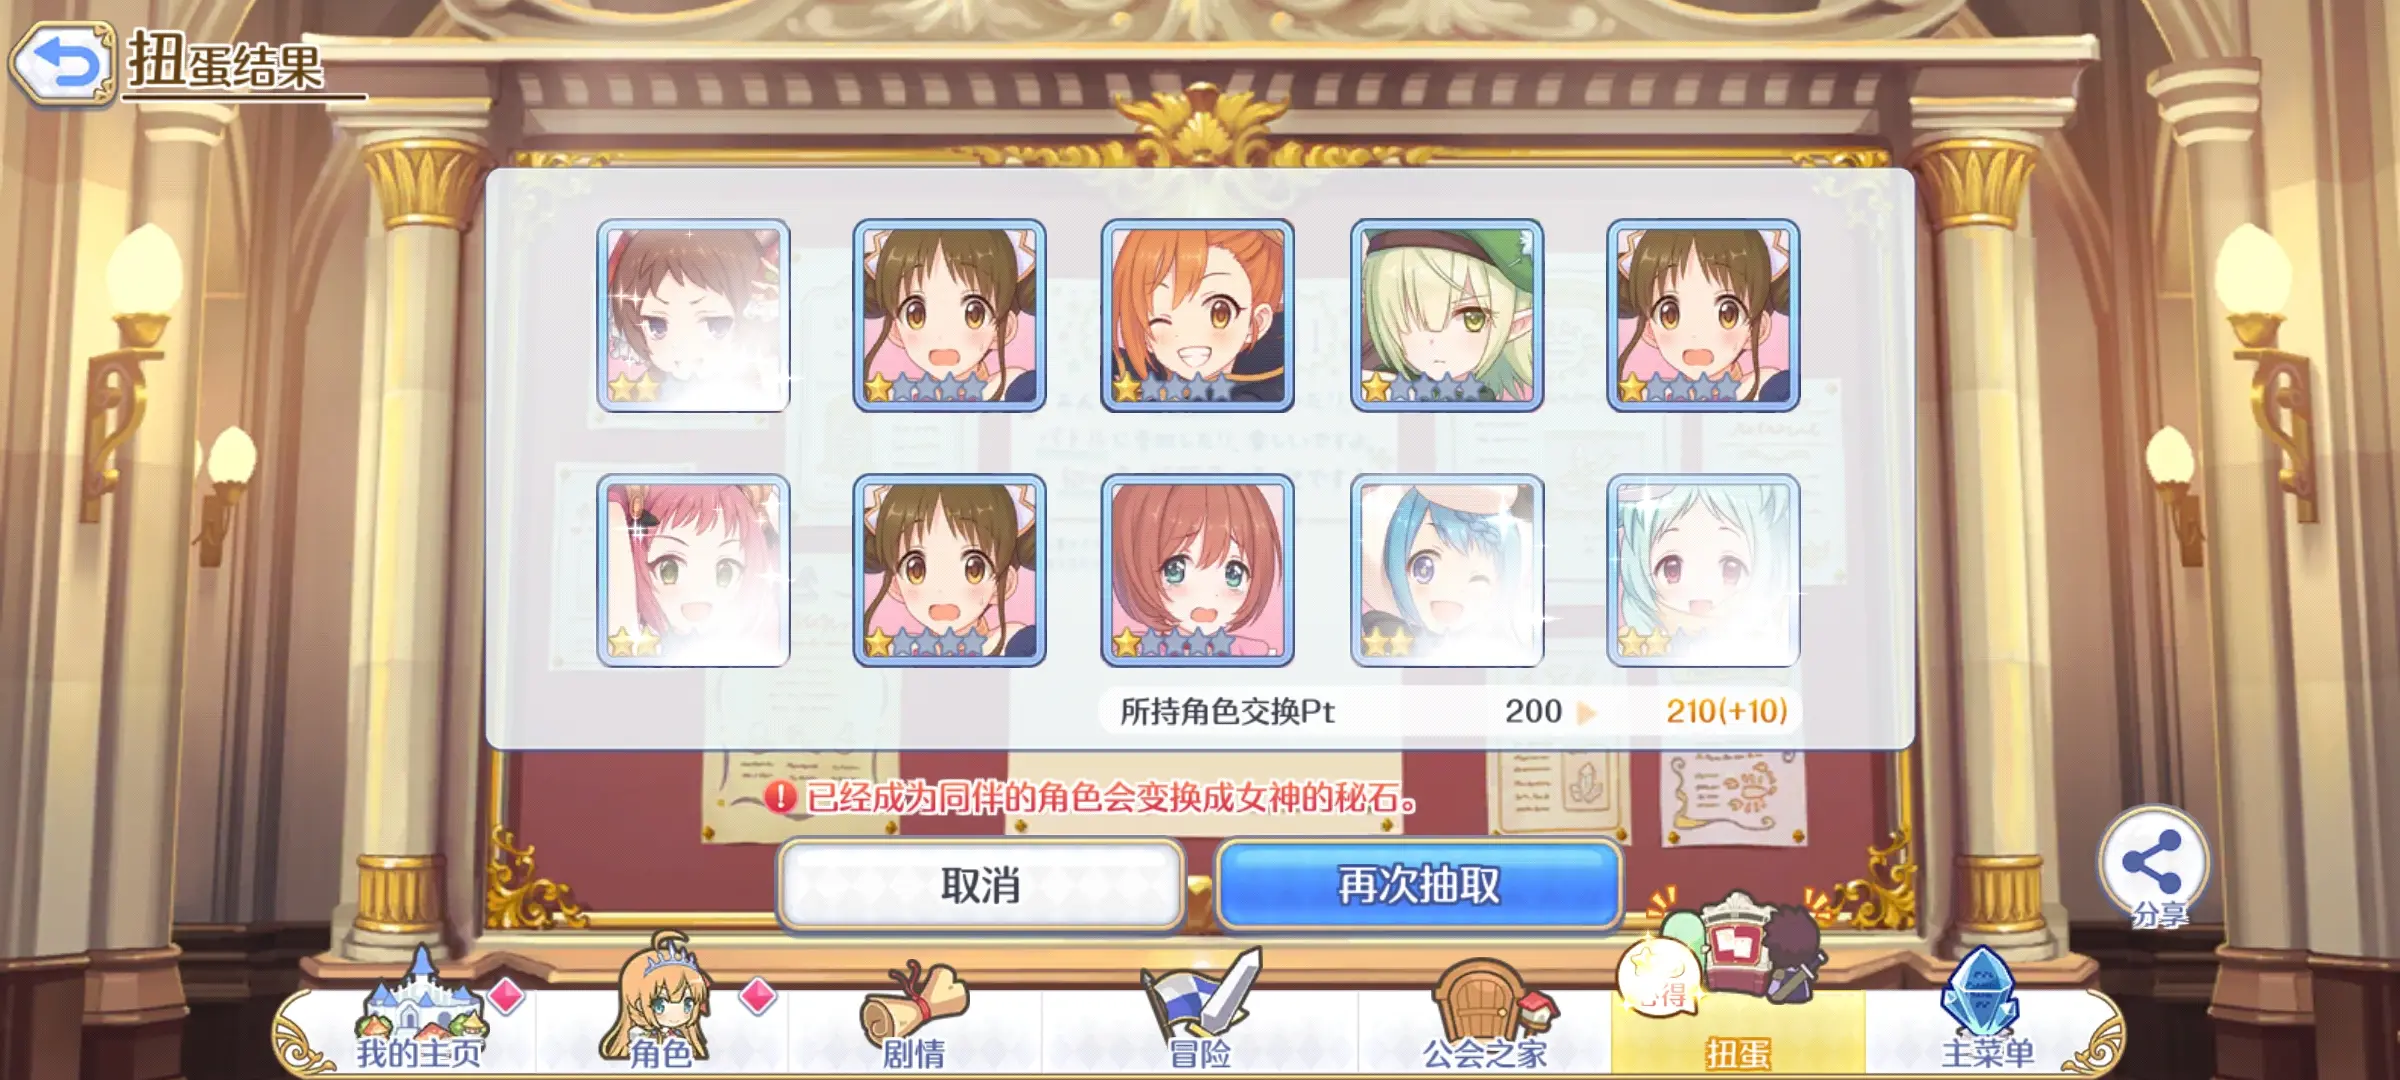 扭蛋结果
所持角色交换Pt 200 210(+10)
已经成为同伴的角色会变换成女神的秘石。
取消
再次抽取
分享
我的主页
角色
剧情
冒险
公会之家
扭蛋
主菜单